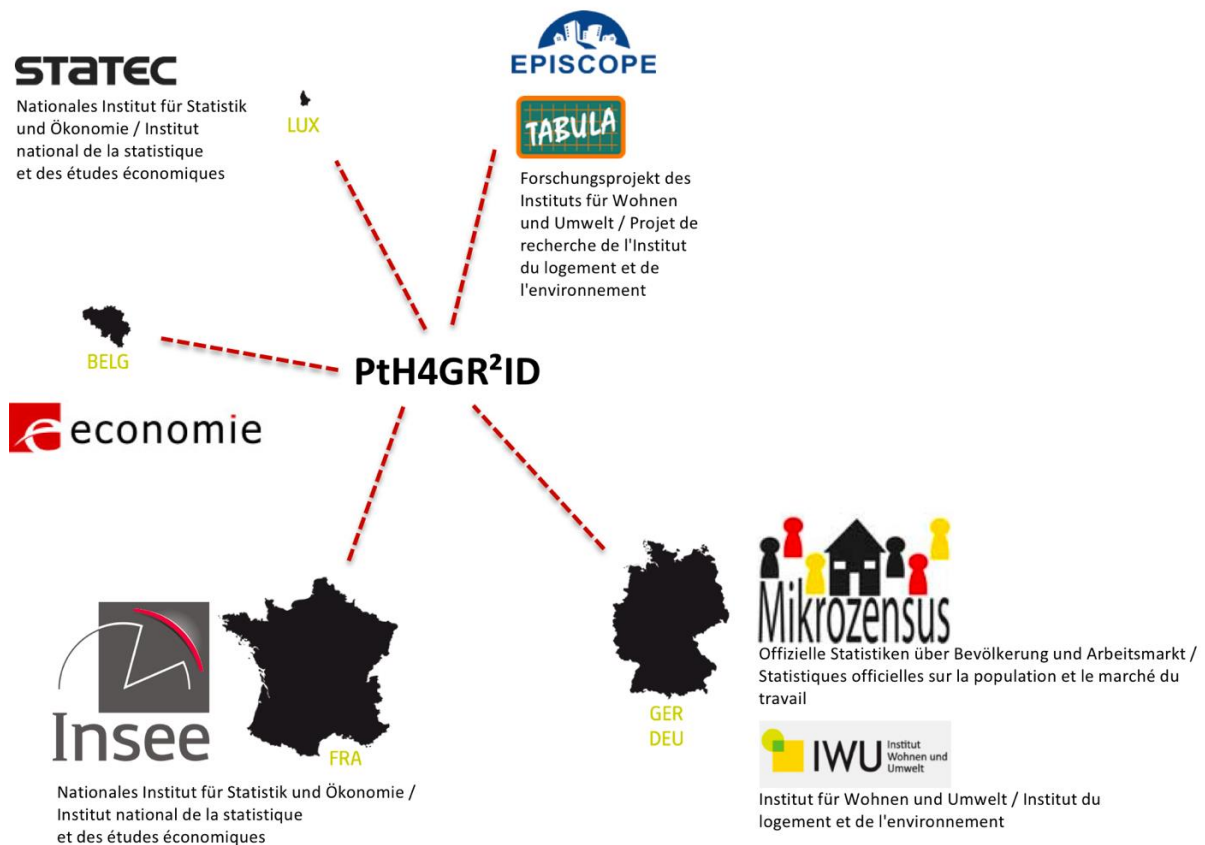 STATEC
Nationales Institut für Statistik
und Ökonomie / Institut
national de la statistique
et des études économiques
LUX
EPISCOPE
TABULA
Forschungsprojekt des
Instituts für Wohnen
und Umwelt / Projet de
recherche de l'Institut
du logement et de
l'environnement
BELG
economie
PtH4GR²ID
Insee
FRA
Nationales Institut für Statistik und Ökonomie /
Institut national de la statistique
et des études économiques
GER
DEU
Mikrozensus
Offizielle Statistiken über Bevölkerung und Arbeitsmarkt /
Statistiques officielles sur la population et le marché du
travail
IWU
Institut
Wohnen und
Umwelt
Institut für Wohnen und Umwelt / Institut du
logement et de l'environnement